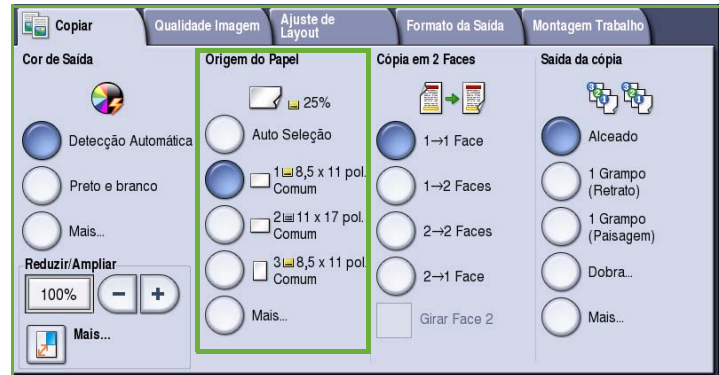 Copiar
Qualidade Imagem
Ajuste de
Layout
Formato da Saída
Montagem Trabalho
Cor de Saída
Detecção Automática
Preto e branco
Mais...
Reduzir/Ampliar
100%
Mais...
Origem do Papel
25%
Auto Seleção
1 8,5 x 11 pol.
Comum
2 11 x 17 pol.
Comum
3 8,5 x 11 pol
Comum
Mais...
Cópia em 2 Faces
1→1 Face
1→2 Faces
2→2 Faces
2→1 Face
Girar Face 2
Saída da cópia
Alceado
1 Grampo
(Retrato)
1 Grampo
(Paisagem)
Dobra...
Mais...